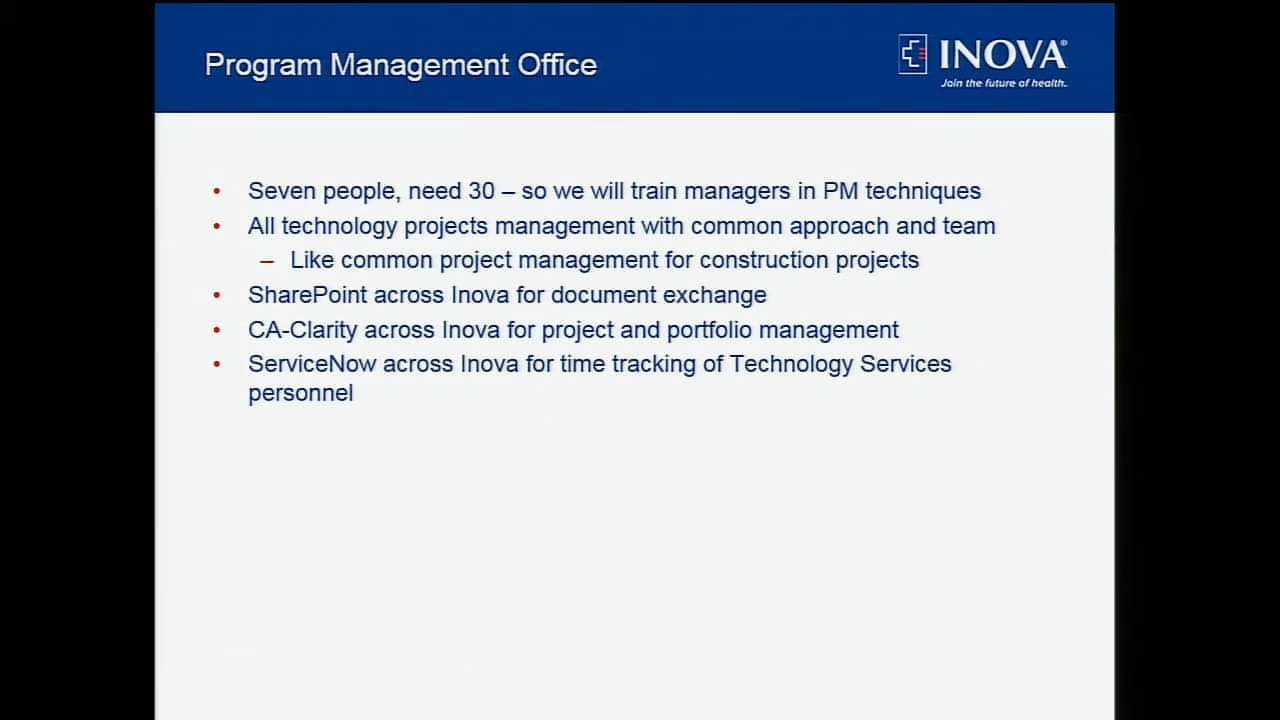 Program Management Office
INOVA®
Join the future of health.
• Seven people, need 30 – so we will train managers in PM techniques
• All technology projects management with common approach and team
– Like common project management for construction projects
• SharePoint across Inova for document exchange
• CA-Clarity across Inova for project and portfolio management
• ServiceNow across Inova for time tracking of Technology Services
personnel